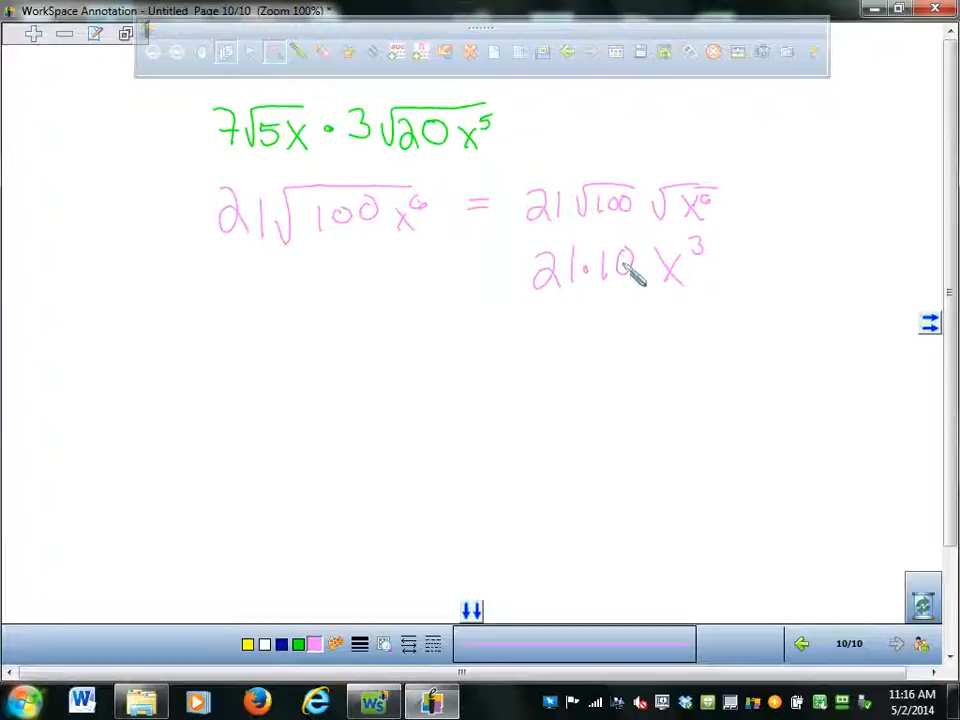 WorkSpace Annotation - Untitled Page 10/10 (Zoom 100%) *
7√5x · 3√20x⁵
21√100x⁶ = 21√100 √x⁶
21·10 x³
10/10
11:16 AM
5/2/2014